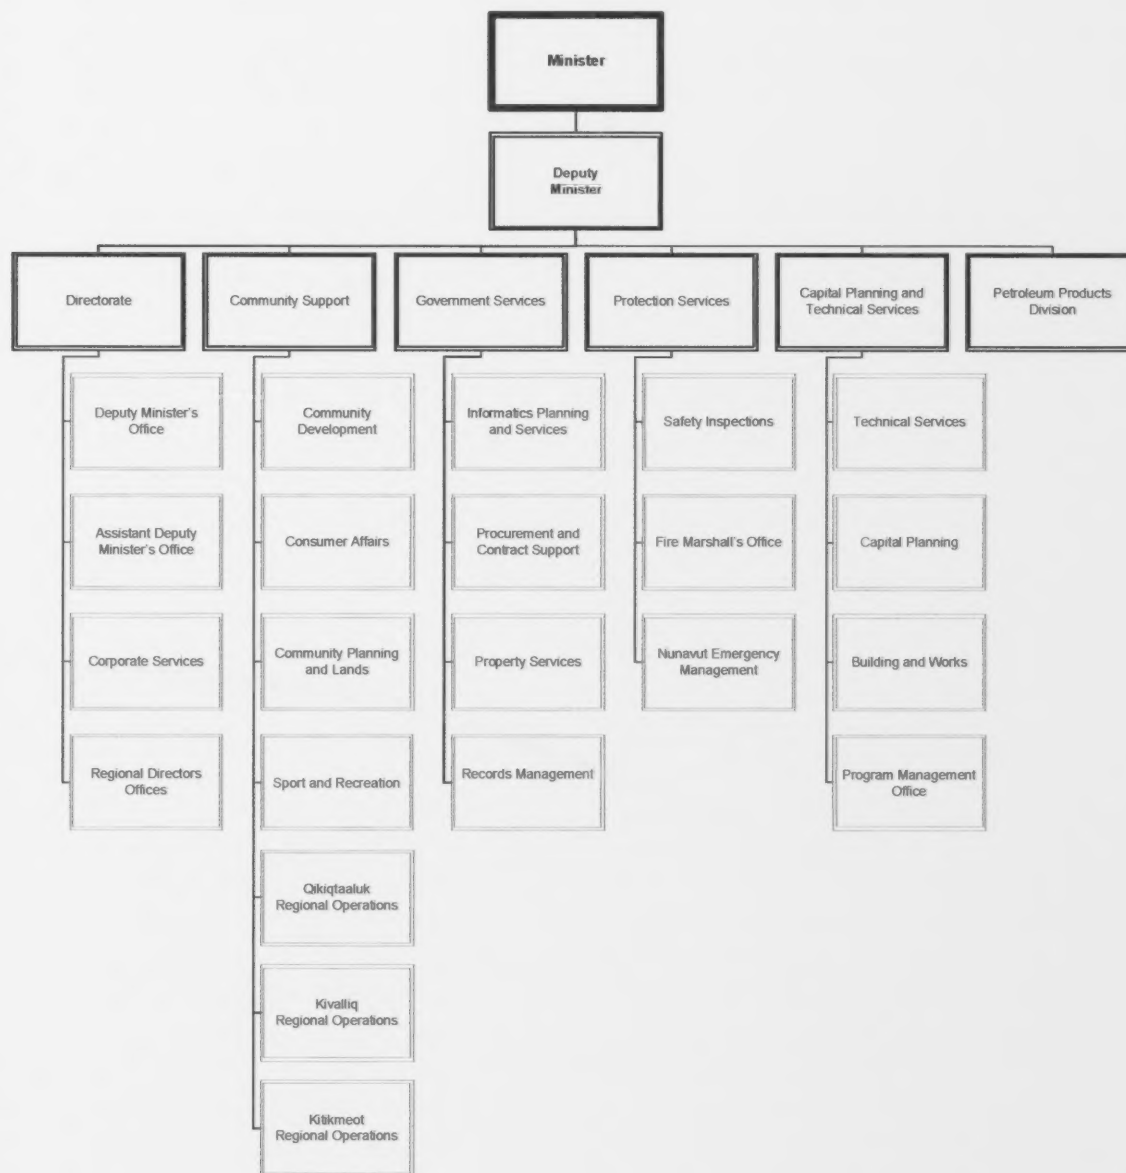 Minister
Deputy
Minister
Directorate
Community Support
Government Services
Protection Services
Capital Planning and
Technical Services
Petroleum Products
Division
Deputy Minister's
Office
Community
Development
Informatics Planning
and Services
Safety Inspections
Technical Services
Assistant Deputy
Minister's Office
Consumer Affairs
Procurement and
Contract Support
Fire Marshall's Office
Capital Planning
Corporate Services
Community Planning
and Lands
Property Services
Nunavut Emergency
Management
Building and Works
Regional Directors
Offices
Sport and Recreation
Records Management
Program Management
Office
Qikiqtaaluk
Regional Operations
Kivalliq
Regional Operations
Kitikmeot
Regional Operations